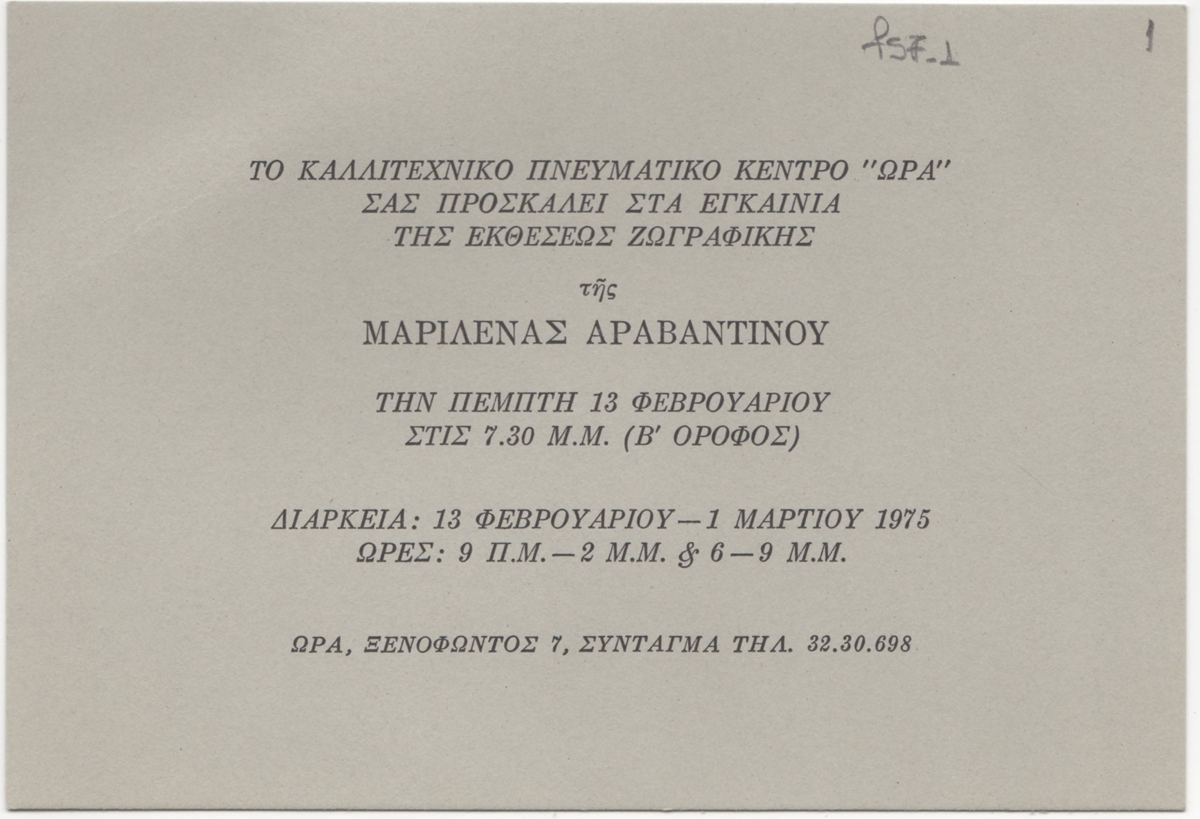 1
ΤΟ ΚΑΛΛΙΤΕΧΝΙΚΟ ΠΝΕΥΜΑΤΙΚΟ ΚΕΝΤΡΟ "ΩΡΑ"
ΣΑΣ ΠΡΟΣΚΑΛΕΙ ΣΤΑ ΕΓΚΑΙΝΙΑ
ΤΗΣ ΕΚΘΕΣΕΩΣ ΖΩΓΡΑΦΙΚΗΣ
τῆς
ΜΑΡΙΛΕΝΑΣ ΑΡΑΒΑΝΤΙΝΟΥ
ΤΗΝ ΠΕΜΠΤΗ 13 ΦΕΒΡΟΥΑΡΙΟΥ
ΣΤΙΣ 7.30 Μ.Μ. (Β' ΟΡΟΦΟΣ)
ΔΙΑΡΚΕΙΑ: 13 ΦΕΒΡΟΥΑΡΙΟΥ—1 ΜΑΡΤΙΟΥ 1975
ΩΡΕΣ: 9 Π.Μ.—2 Μ.Μ. & 6—9 Μ.Μ.
ΩΡΑ, ΞΕΝΟΦΩΝΤΟΣ 7, ΣΥΝΤΑΓΜΑ ΤΗΛ. 32.30.698